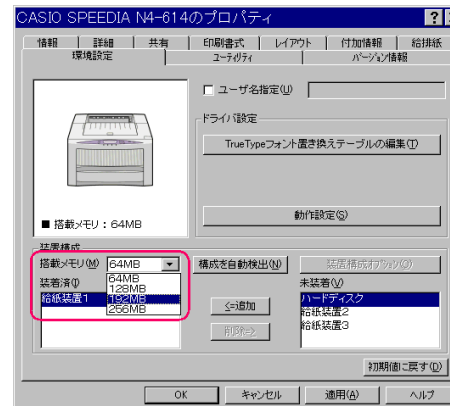 CASIO SPEEDIA N4-614のプロパティ
情報 詳細 共有 印刷書式 レイアウト 付加情報 給排紙
環境設定 ユーティリティ バージョン情報
ユーザ名指定(U)
ドライバ設定
TrueTypeフォント置き換えテーブルの編集(T)
■ 搭載メモリ：64MB
動作設定(S)
装置構成
搭載メモリ(M) 64MB 構成を自動検出(N) 装置構成オプション(O)
64MB
128MB
192MB
256MB
装着済(I) 未装着(V)
給紙装置1 ハードディスク
<=追加 給紙装置2
削除=> 給紙装置3
初期値に戻す(D)
OK キャンセル 適用(A) ヘルプ